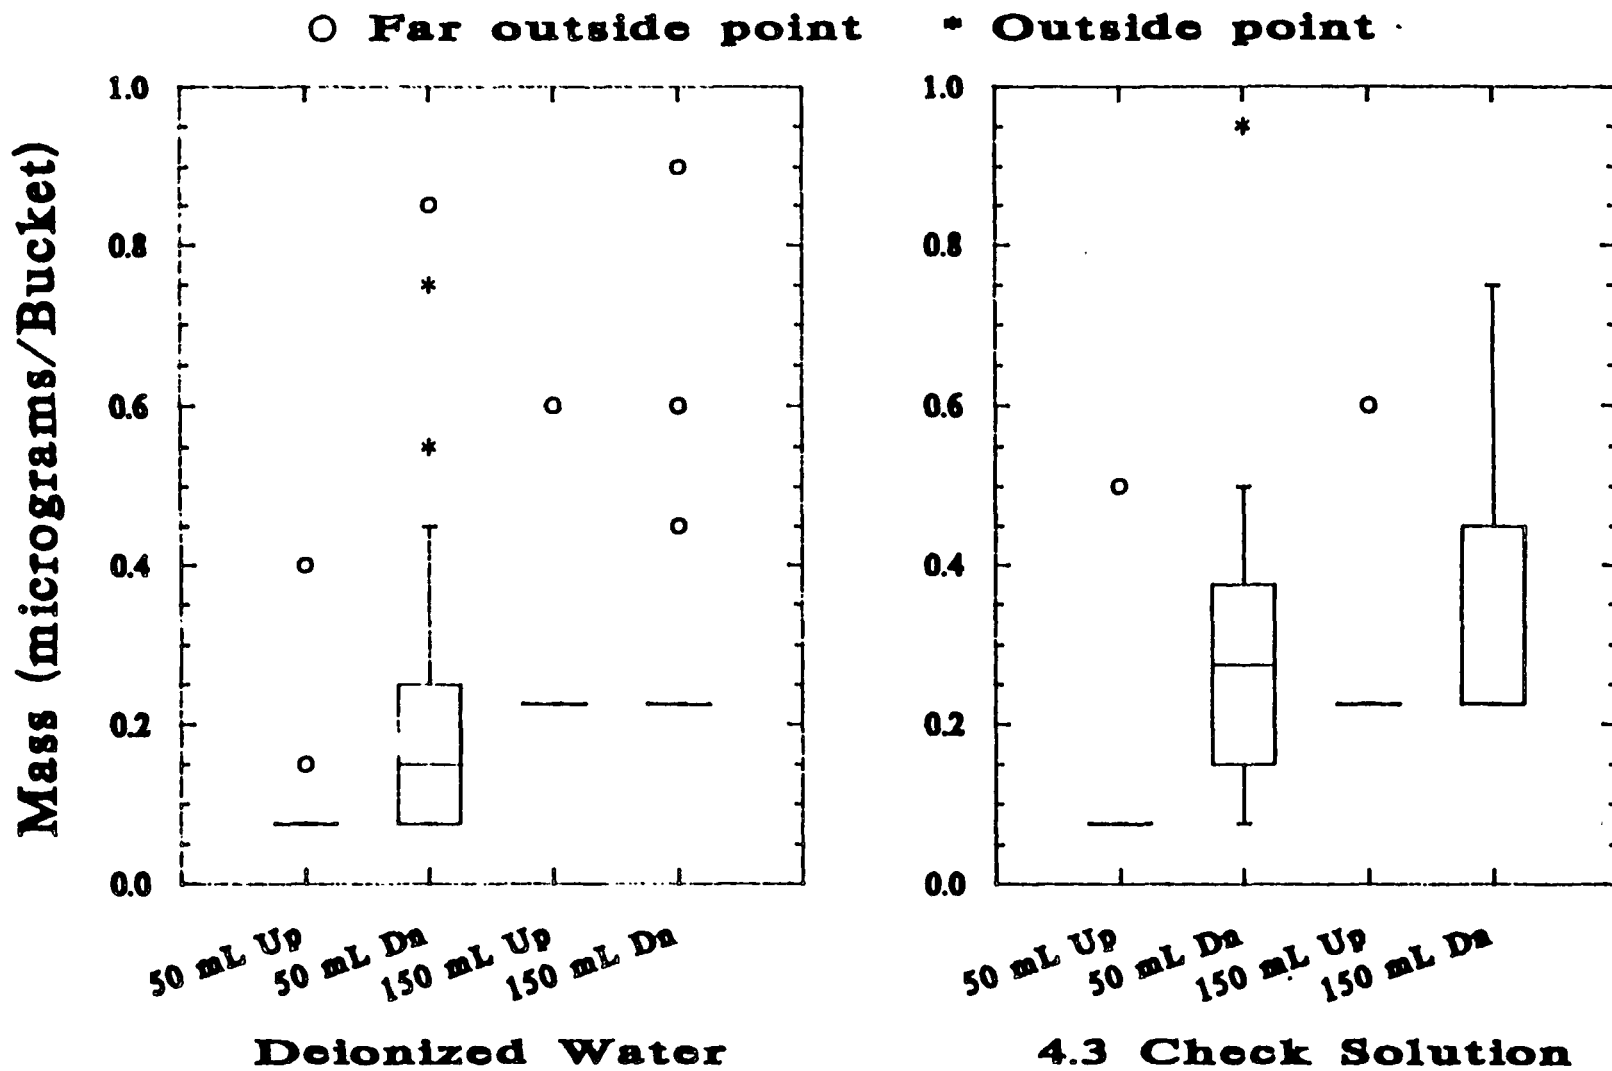 Far outside point * Outside point
Mass (micrograms/Bucket)
1.0
0.8
0.6
0.4
0.2
0.0
50 mL Up
50 mL Dn
150 mL Up
150 mL Dn
Deionized Water
1.0
0.8
0.6
0.4
0.2
0.0
50 mL Up
50 mL Dn
150 mL Up
150 mL Dn
4.3 Check Solution